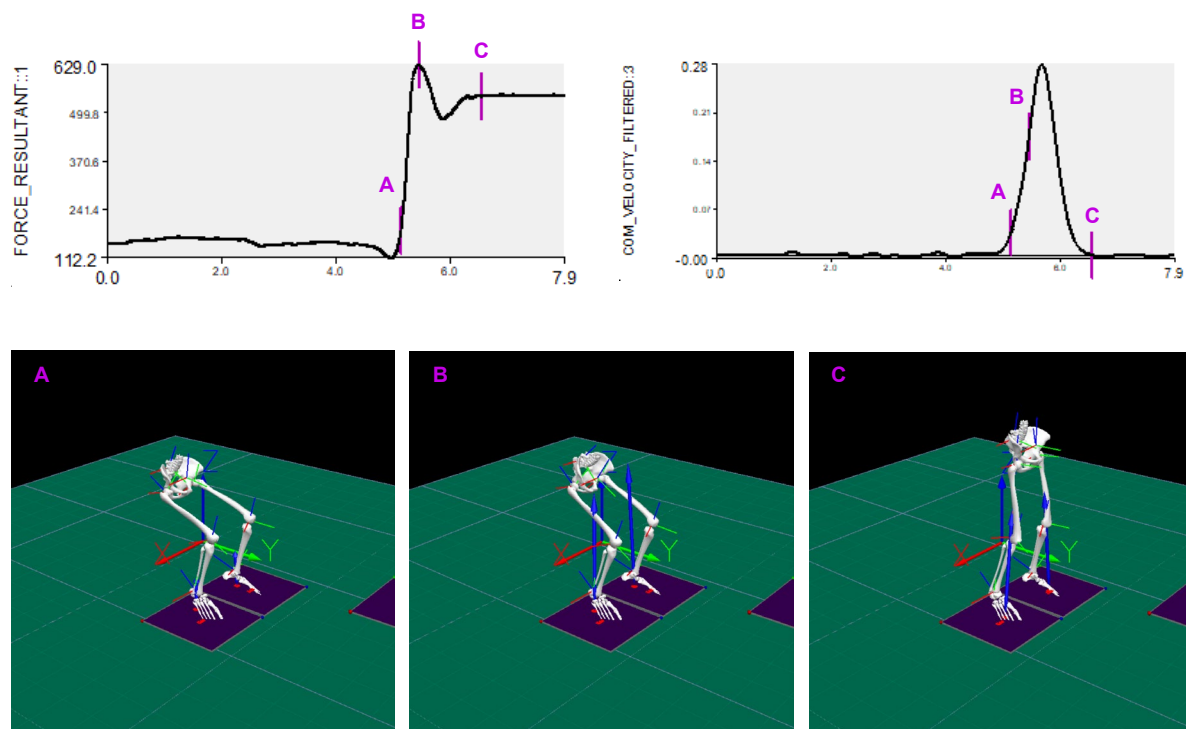 B
C
A
FORCE_RESULTANT::1
629.0
499.8
370.6
241.4
112.2
0.0
2.0
4.0
6.0
7.9
B
A
C
COM_VELOCITY_FILTERED::3
0.28
0.21
0.14
0.07
-0.00
0.0
2.0
4.0
6.0
7.9
A
Z
X
Y
B
Z
X
Y
C
X
Y